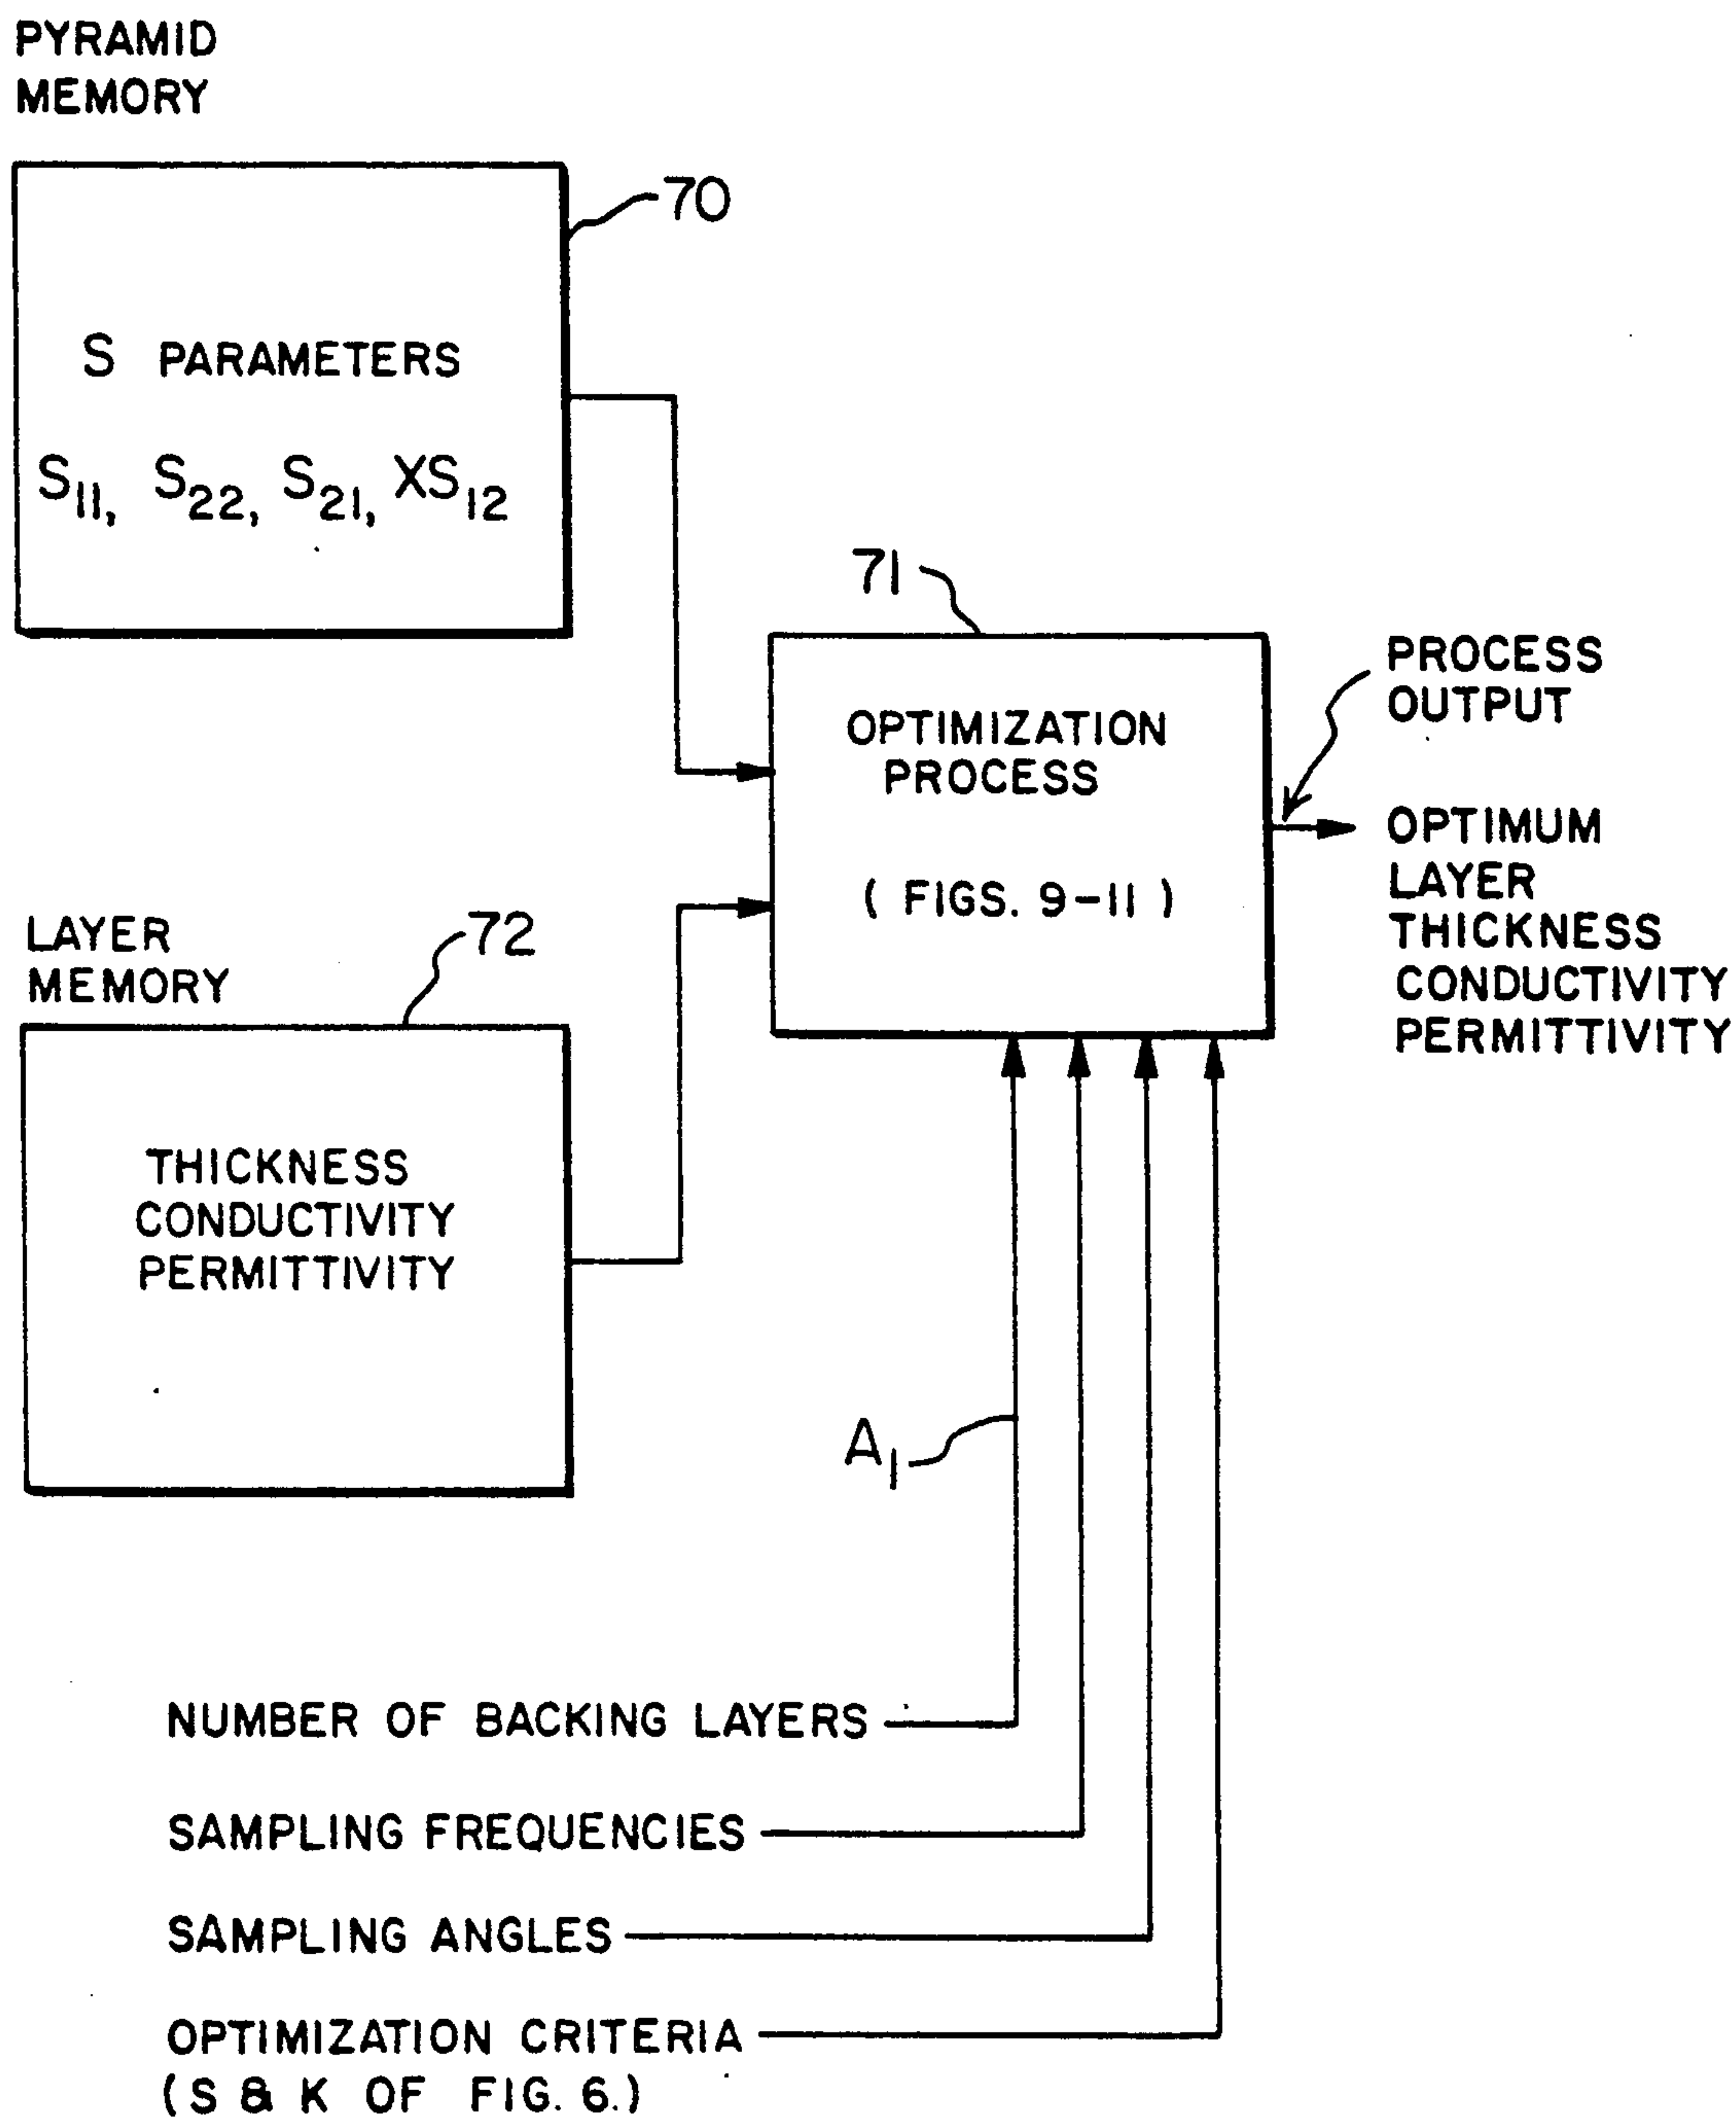 PYRAMID
MEMORY
70
S PARAMETERS
S11, S22, S21, XS12
71
OPTIMIZATION
PROCESS
( FIGS. 9-11 )
PROCESS
OUTPUT
OPTIMUM
LAYER
THICKNESS
CONDUCTIVITY
PERMITTIVITY
LAYER
MEMORY
72
THICKNESS
CONDUCTIVITY
PERMITTIVITY
A1
NUMBER OF BACKING LAYERS
SAMPLING FREQUENCIES
SAMPLING ANGLES
OPTIMIZATION CRITERIA
(S & K OF FIG. 6.)